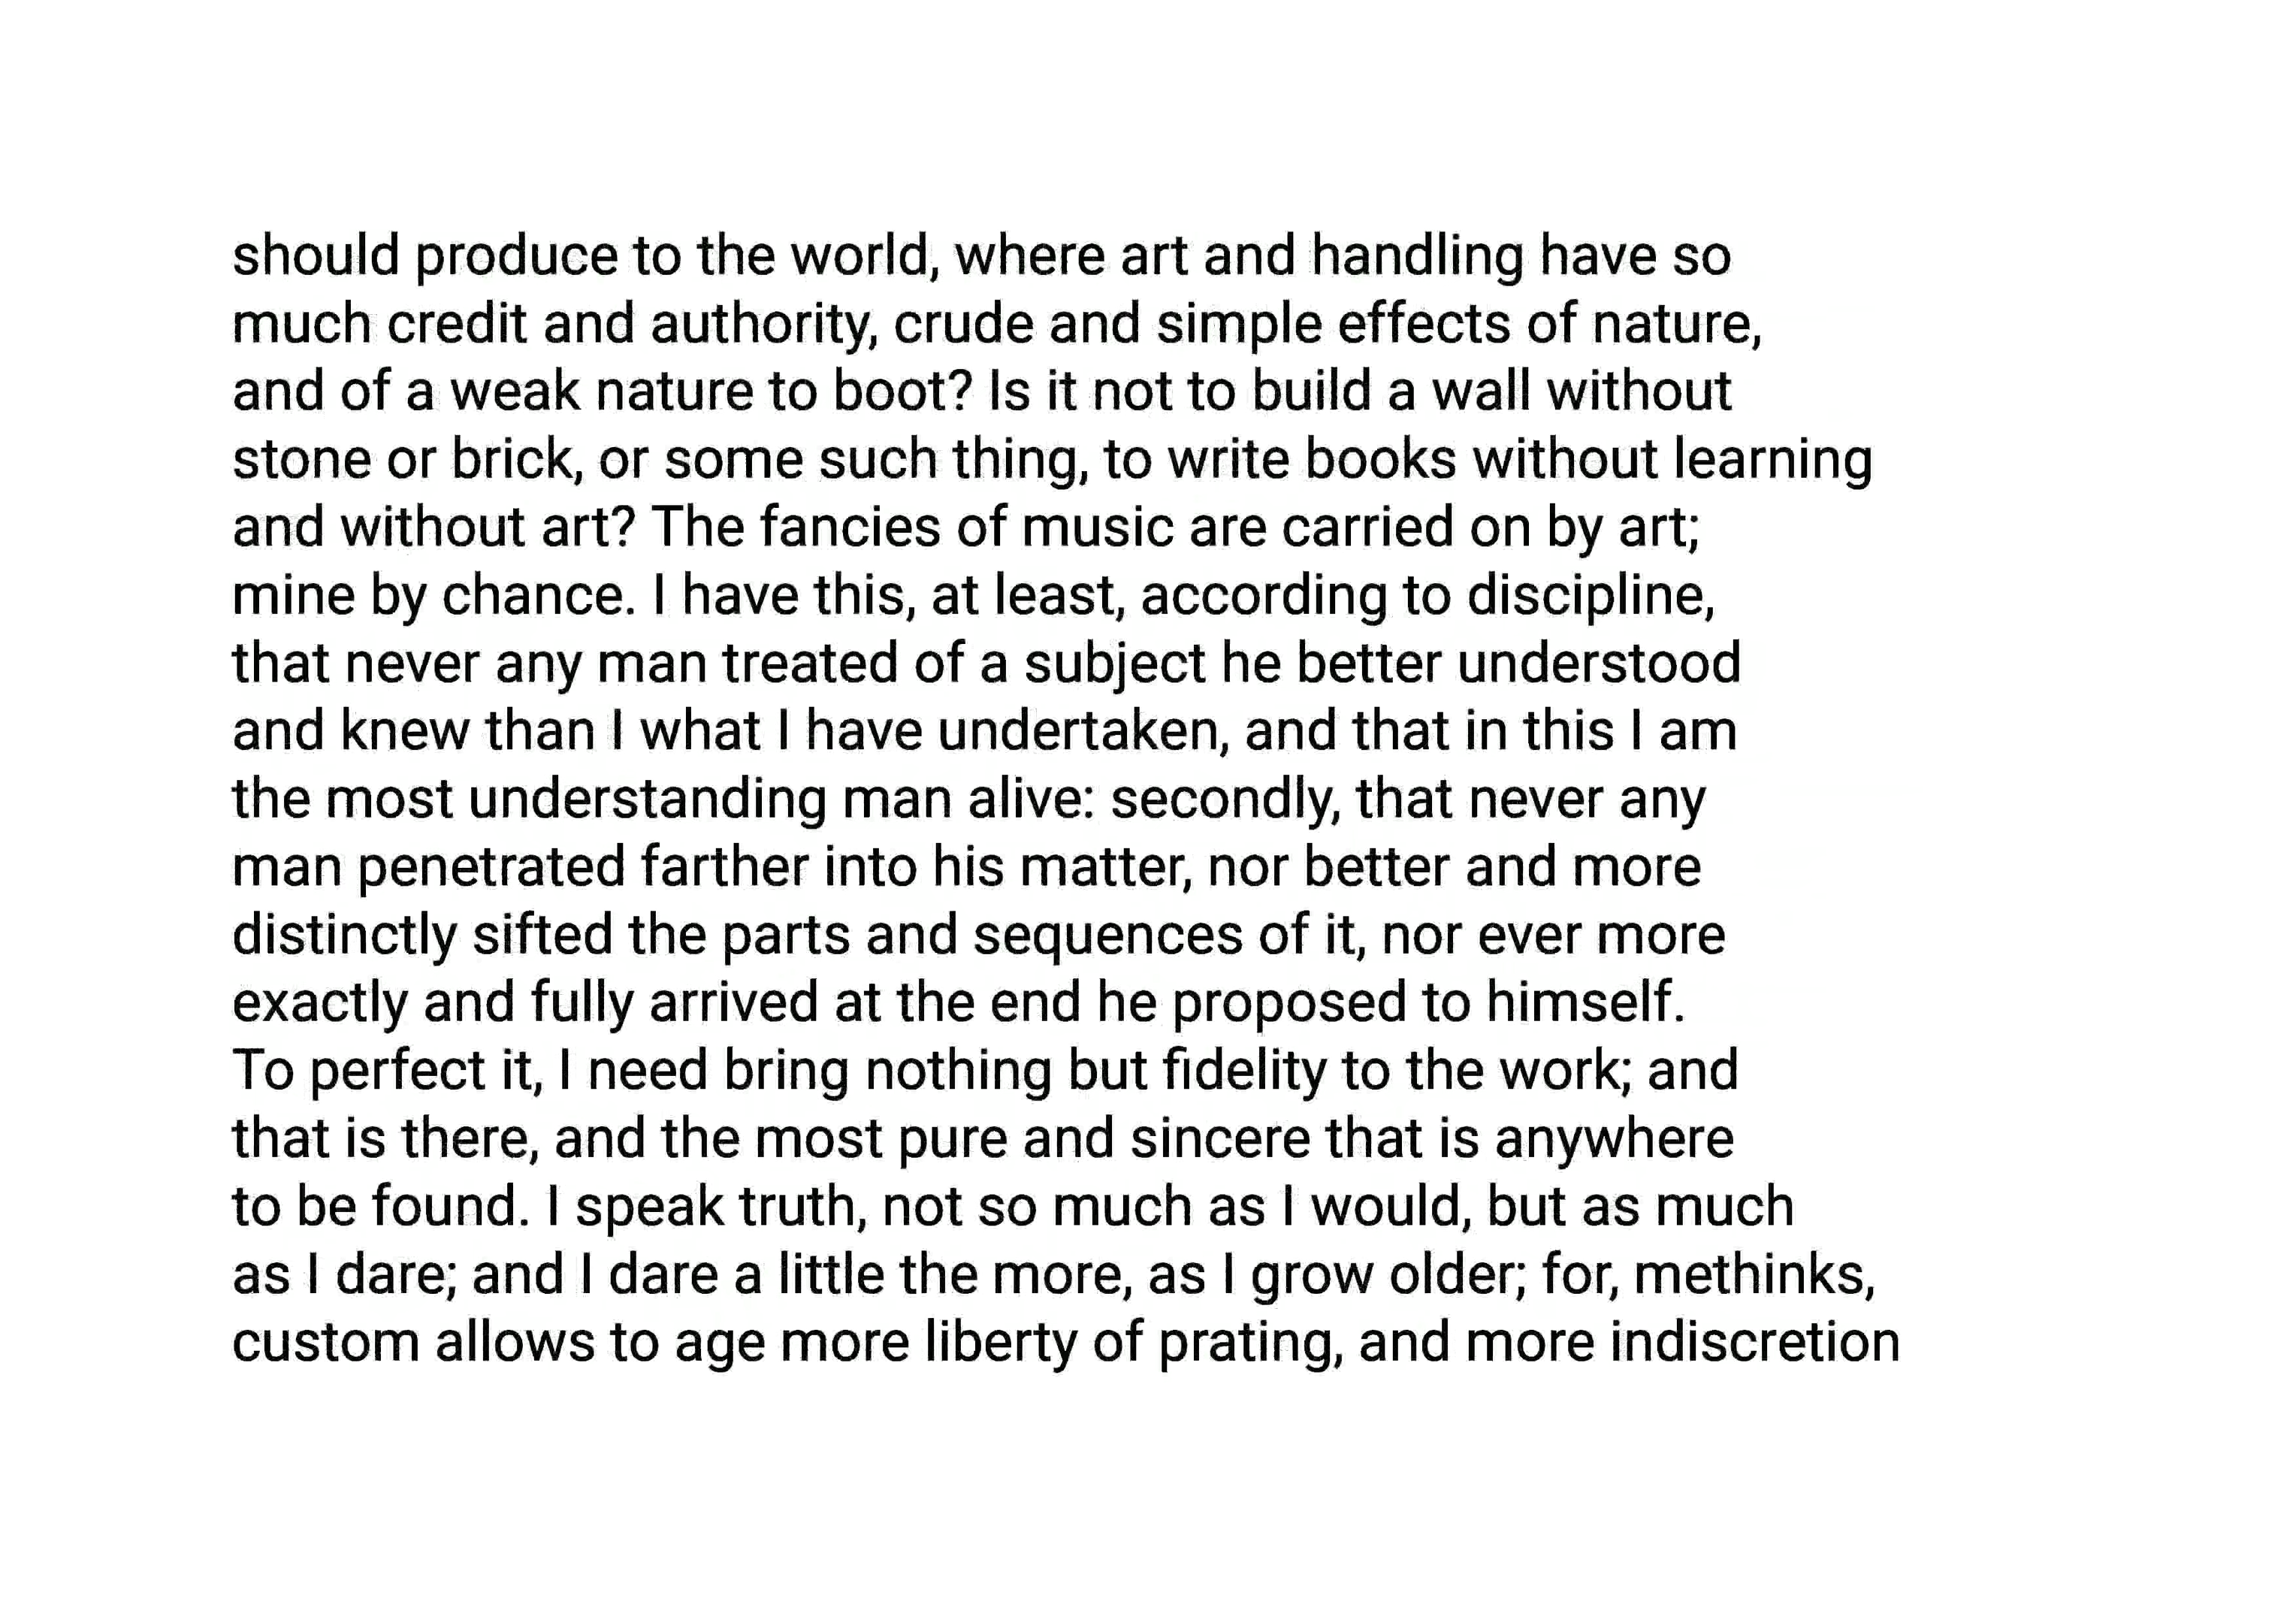 should produce to the world, where art and handling have so
much credit and authority, crude and simple effects of nature,
and of a weak nature to boot? Is it not to build a wall without
stone or brick, or some such thing, to write books without learning
and without art? The fancies of music are carried on by art;
mine by chance. I have this, at least, according to discipline,
that never any man treated of a subject he better understood
and knew than I what I have undertaken, and that in this I am
the most understanding man alive: secondly, that never any
man penetrated farther into his matter, nor better and more
distinctly sifted the parts and sequences of it, nor ever more
exactly and fully arrived at the end he proposed to himself.
To perfect it, I need bring nothing but fidelity to the work; and
that is there, and the most pure and sincere that is anywhere
to be found. I speak truth, not so much as I would, but as much
as I dare; and I dare a little the more, as I grow older; for, methinks,
custom allows to age more liberty of prating, and more indiscretion